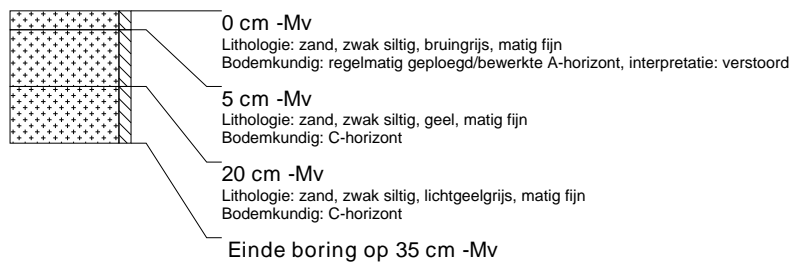 0 cm -Mv
Lithologie: zand, zwak siltig, bruingrijs, matig fijn
Bodemkundig: regelmatig geploegd/bewerkte A-horizont, interpretatie: verstoord
5 cm -Mv
Lithologie: zand, zwak siltig, geel, matig fijn
Bodemkundig: C-horizont
20 cm -Mv
Lithologie: zand, zwak siltig, lichtgeelgrijs, matig fijn
Bodemkundig: C-horizont
Einde boring op 35 cm -Mv